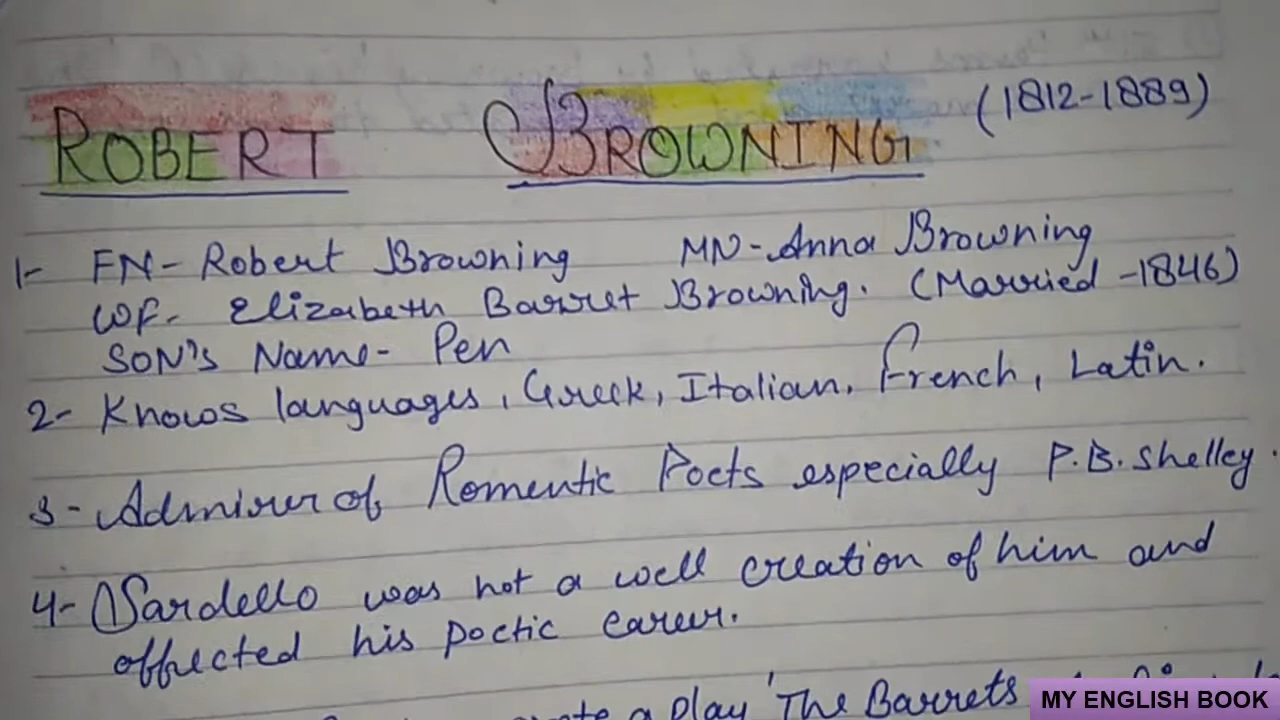 ROBERT BROWNING (1812-1889)
1- FN- Robert Browning MN- Anna Browning
WF- Elizabeth Barret Browning. (Married -1846)
SON's Name- Pen
2- Knows languages, Greek, Italian, French, Latin.
3- Admirer of Romentic Poets especially P.B. Shelley.
4- Sardello was not a well creation of him and
affected his poetic career.
a play 'The Barrets
MY ENGLISH BOOK